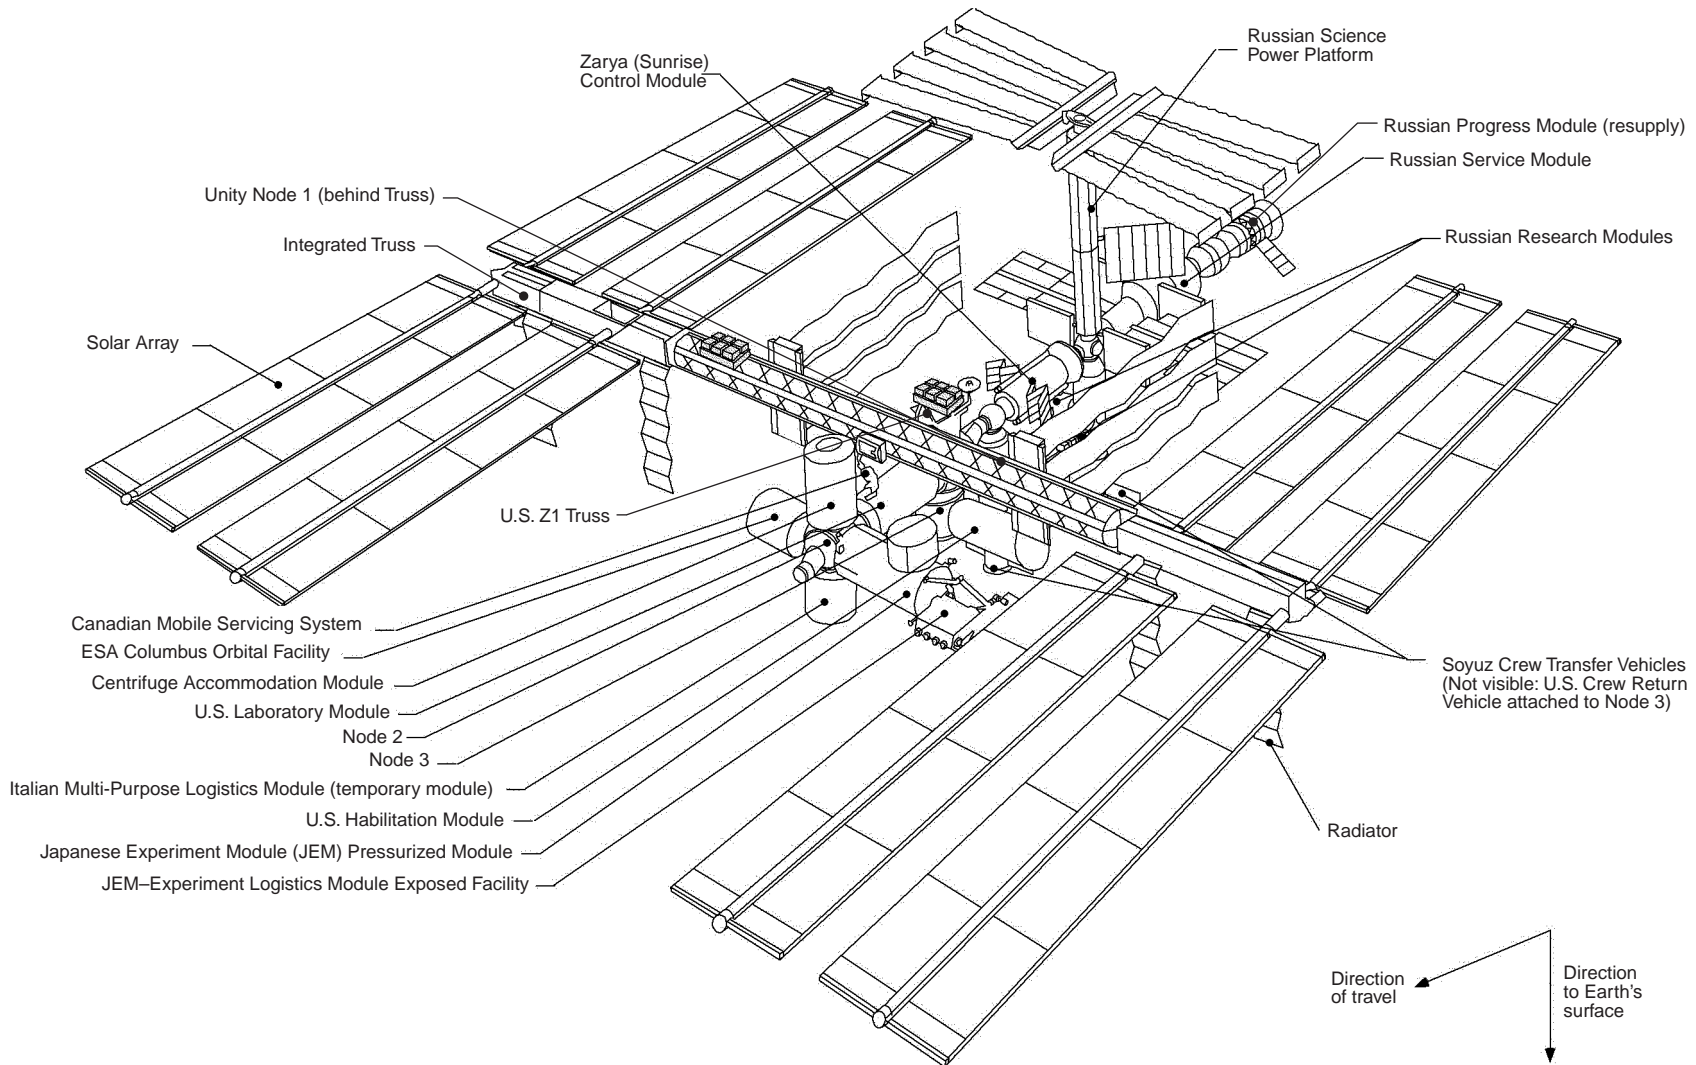 Zarya (Sunrise)
Control Module
Russian Science
Power Platform
Russian Progress Module (resupply)
Russian Service Module
Unity Node 1 (behind Truss)
Integrated Truss
Russian Research Modules
Solar Array
U.S. Z1 Truss
Canadian Mobile Servicing System
ESA Columbus Orbital Facility
Centrifuge Accommodation Module
U.S. Laboratory Module
Node 2
Node 3
Italian Multi-Purpose Logistics Module (temporary module)
U.S. Habilitation Module
Japanese Experiment Module (JEM) Pressurized Module
JEM–Experiment Logistics Module Exposed Facility
Soyuz Crew Transfer Vehicles
(Not visible: U.S. Crew Return
Vehicle attached to Node 3)
Radiator
Direction
of travel
Direction
to Earth's
surface